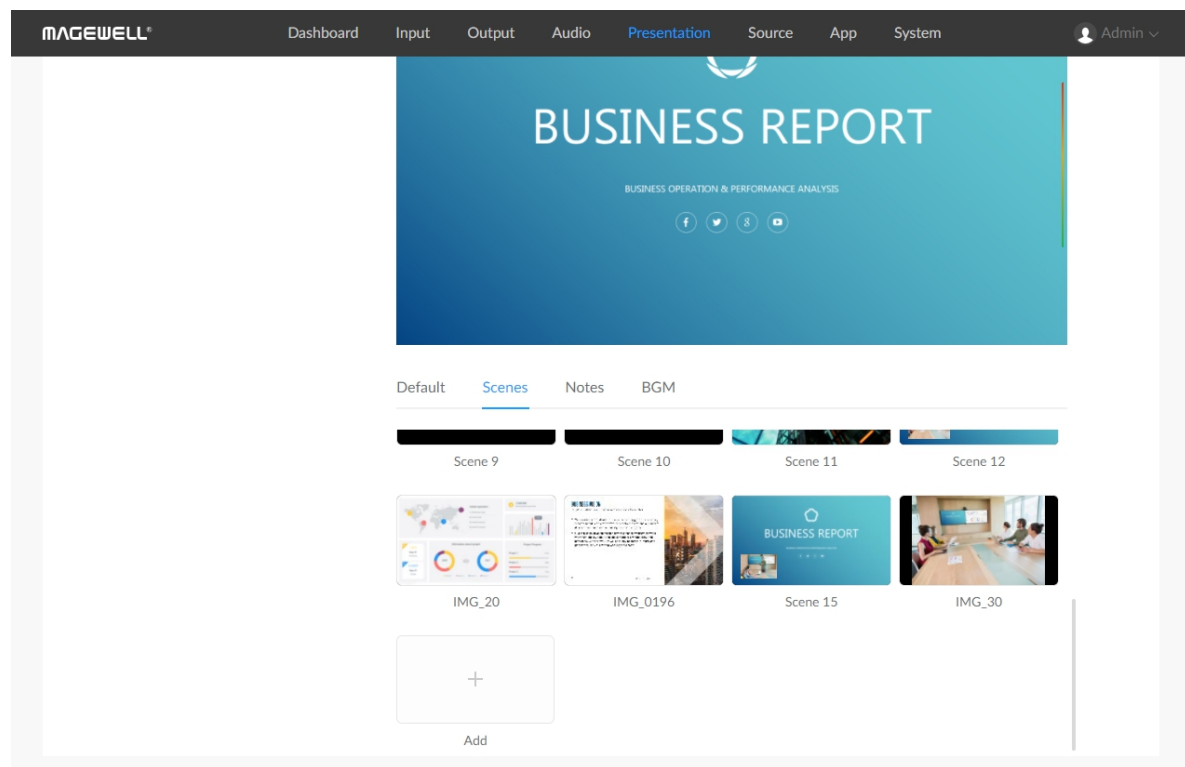 MAGEWELL®
Dashboard Input Output Audio Presentation Source App System Admin
BUSINESS REPORT
BUSINESS OPERATION & PERFORMANCE ANALYSIS
Default Scenes Notes BGM
Scene 9 Scene 10 Scene 11 Scene 12
BUSINESS REPORT
IMG_20 IMG_0196 Scene 15 IMG_30
+
Add